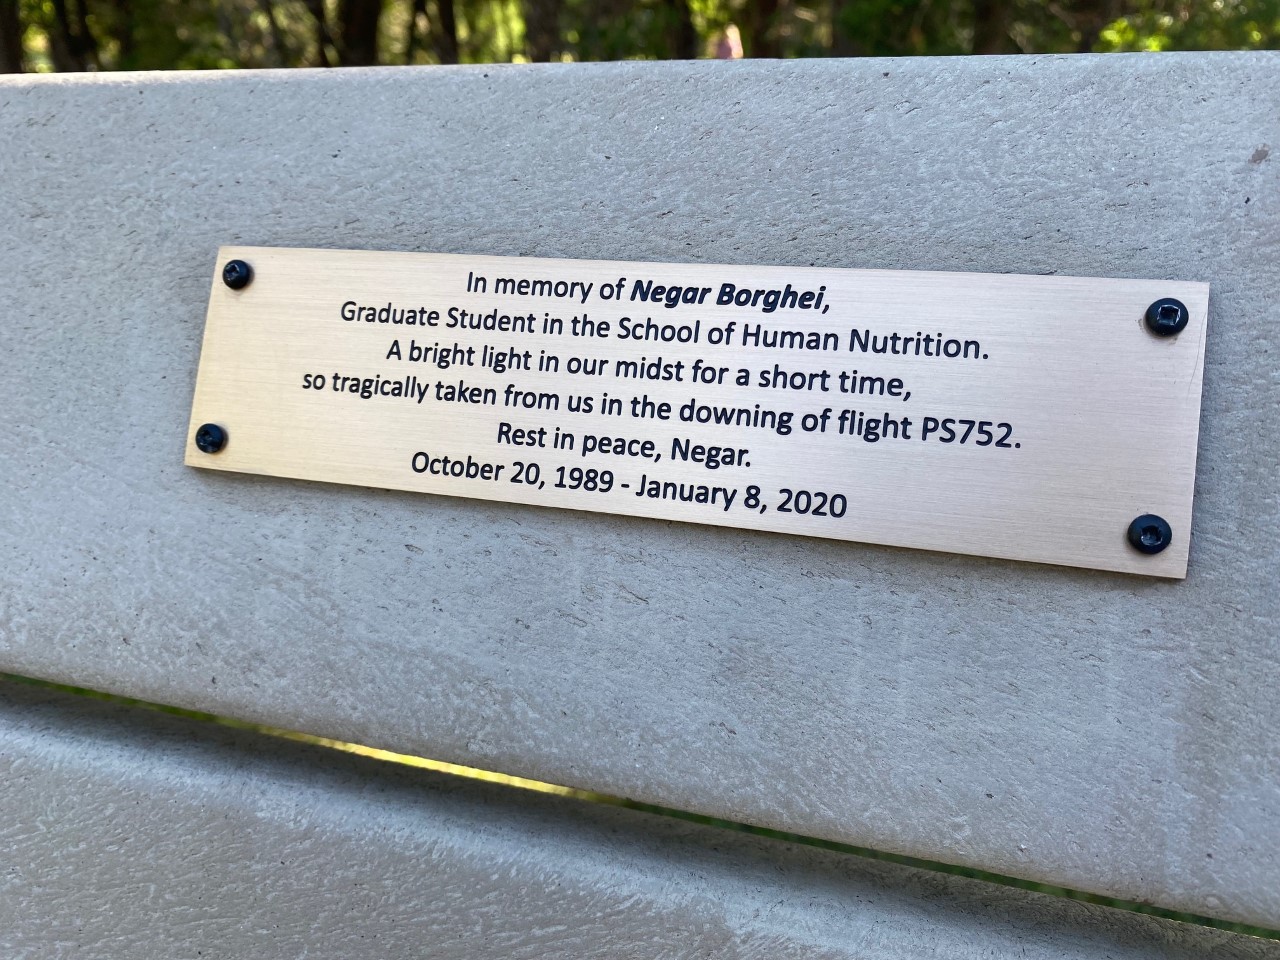 In memory of Negar Borghei,
Graduate Student in the School of Human Nutrition.
A bright light in our midst for a short time,
so tragically taken from us in the downing of flight PS752.
Rest in peace, Negar.
October 20, 1989 - January 8, 2020